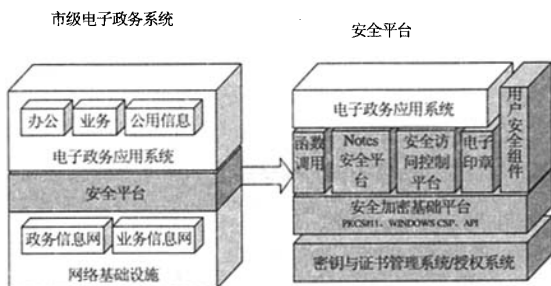 市级电子政务系统
办公
业务
公用信息
电子政务应用系统
安全平台
政务信息网
业务信息网
网络基础设施
安全平台
电子政务应用系统
用户安全组件
函数
调用
Notes
安全平
台
安全访
问控制
平台
电子
印章
安全加密基础平台
PKCS#11、WINDOWS CSP、API
密钥与证书管理系统/授权系统